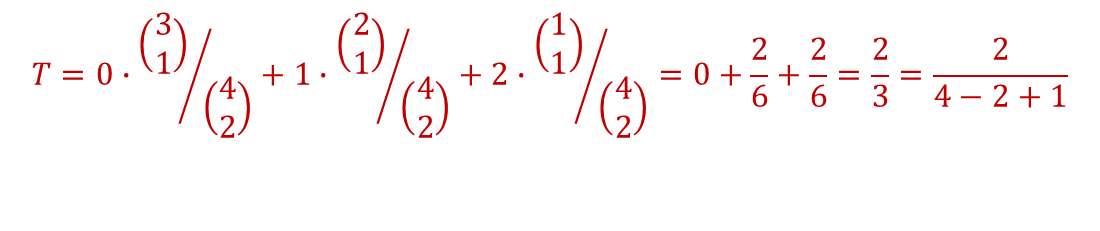 T = 0 · (3 1)/(4 2) + 1 · (2 1)/(4 2) + 2 · (1 1)/(4 2) = 0 + 2/6 + 2/6 = 2/3 = 2/(4 − 2 + 1)